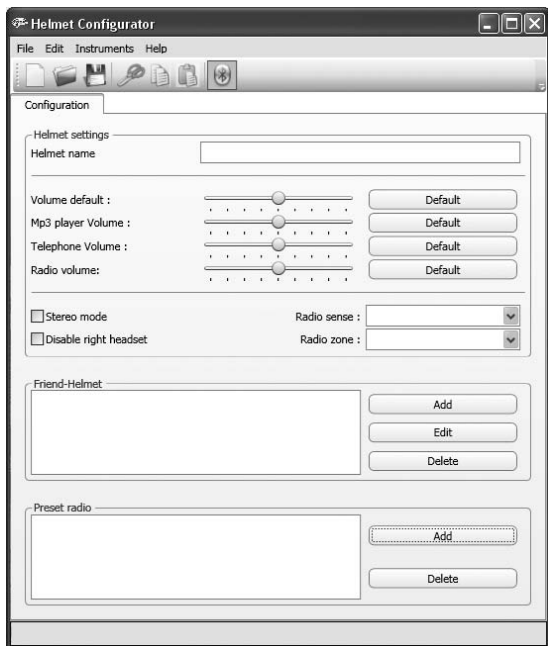 Helmet Configurator
File Edit Instruments Help
Configuration
Helmet settings
Helmet name
Volume default : Default
Mp3 player Volume : Default
Telephone Volume : Default
Radio volume: Default
Stereo mode Radio sense :
Disable right headset Radio zone :
Friend-Helmet
Add
Edit
Delete
Preset radio
Add
Delete